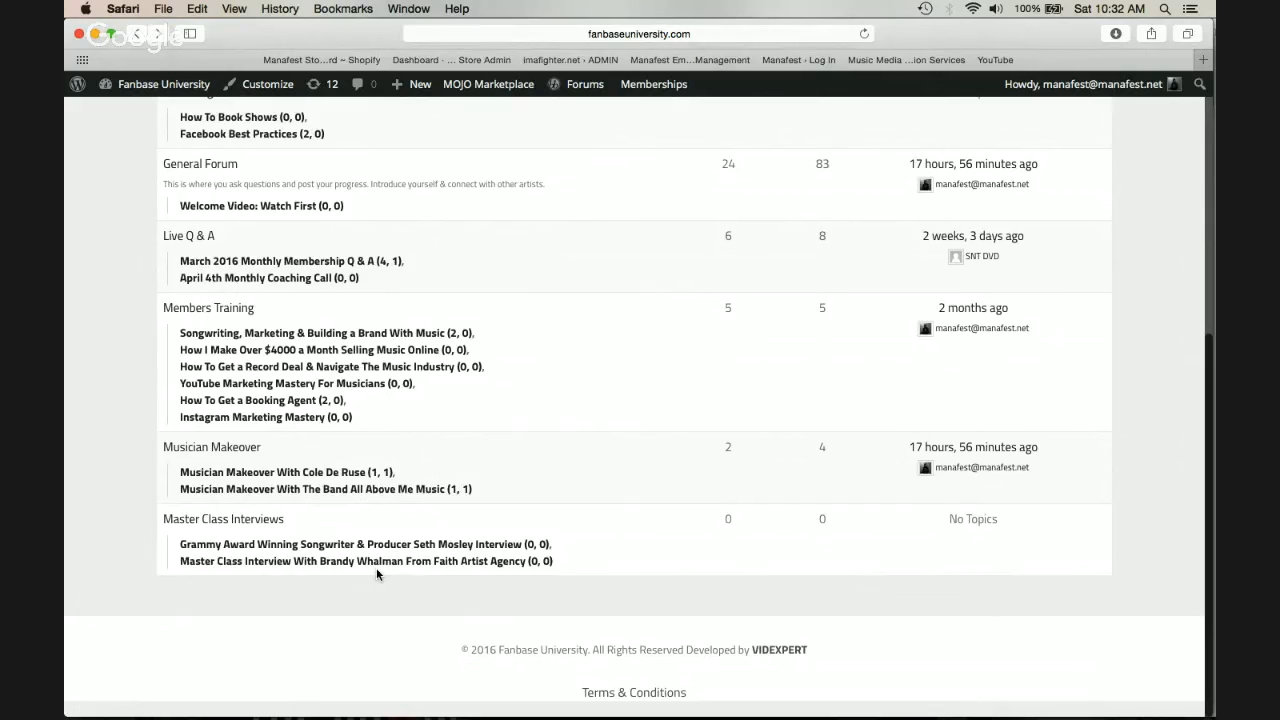 Safari File Edit View History Bookmarks Window Help 100% Sat 10:32 AM
Google
fanbaseuniversity.com
Manafest Sto...rd ~ Shopify Dashboard · ... Store Admin imafighter.net › ADMIN Manafest Em...Management Manafest › Log In Music Media ...ion Services YouTube
Fanbase University Customize 12 0 New MOJO Marketplace Forums Memberships Howdy, manafest@manafest.net
How To Book Shows (0, 0),
Facebook Best Practices (2, 0)
General Forum 24 83 17 hours, 56 minutes ago
This is where you ask questions and post your progress. Introduce yourself & connect with other artists. manafest@manafest.net
Welcome Video: Watch First (0, 0)
Live Q & A 6 8 2 weeks, 3 days ago
SNT DVD
March 2016 Monthly Membership Q & A (4, 1),
April 4th Monthly Coaching Call (0, 0)
Members Training 5 5 2 months ago
manafest@manafest.net
Songwriting, Marketing & Building a Brand With Music (2, 0),
How I Make Over $4000 a Month Selling Music Online (0, 0),
How To Get a Record Deal & Navigate The Music Industry (0, 0),
YouTube Marketing Mastery For Musicians (0, 0),
How To Get a Booking Agent (2, 0),
Instagram Marketing Mastery (0, 0)
Musician Makeover 2 4 17 hours, 56 minutes ago
manafest@manafest.net
Musician Makeover With Cole De Ruse (1, 1),
Musician Makeover With The Band All Above Me Music (1, 1)
Master Class Interviews 0 0 No Topics
Grammy Award Winning Songwriter & Producer Seth Mosley Interview (0, 0),
Master Class Interview With Brandy Whalman From Faith Artist Agency (0, 0)
© 2016 Fanbase University. All Rights Reserved Developed by VIDEXPERT
Terms & Conditions